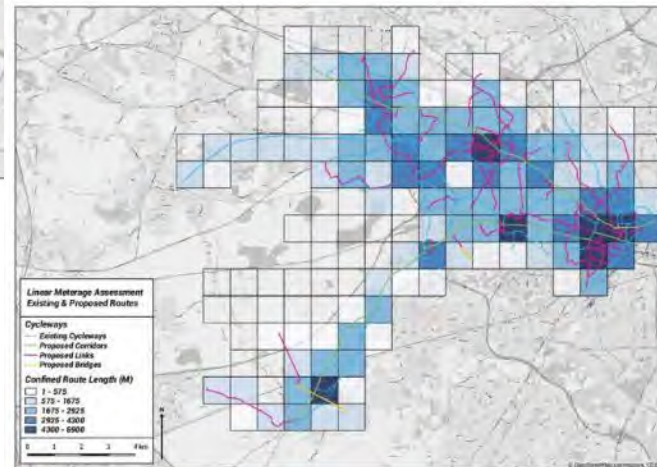 Linear Meterage Assessment
Existing & Proposed Routes
Cycleways
Existing Cycleways
Proposed Corridors
Proposed Links
Proposed Bridges
Confined Route Length (M)
1 - 575
575 - 1675
1675 - 2925
2925 - 4300
4300 - 6500
0 1 2 3 4 km
N